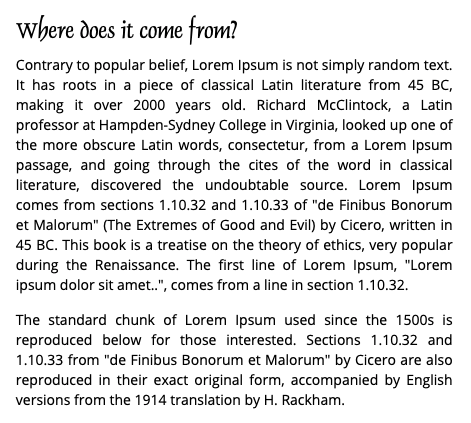 Where does it come from?
Contrary to popular belief, Lorem Ipsum is not simply random text.
It has roots in a piece of classical Latin literature from 45 BC,
making it over 2000 years old. Richard McClintock, a Latin
professor at Hampden-Sydney College in Virginia, looked up one of
the more obscure Latin words, consectetur, from a Lorem Ipsum
passage, and going through the cites of the word in classical
literature, discovered the undoubtable source. Lorem Ipsum
comes from sections 1.10.32 and 1.10.33 of "de Finibus Bonorum
et Malorum" (The Extremes of Good and Evil) by Cicero, written in
45 BC. This book is a treatise on the theory of ethics, very popular
during the Renaissance. The first line of Lorem Ipsum, "Lorem
ipsum dolor sit amet..", comes from a line in section 1.10.32.
The standard chunk of Lorem Ipsum used since the 1500s is
reproduced below for those interested. Sections 1.10.32 and
1.10.33 from "de Finibus Bonorum et Malorum" by Cicero are also
reproduced in their exact original form, accompanied by English
versions from the 1914 translation by H. Rackham.